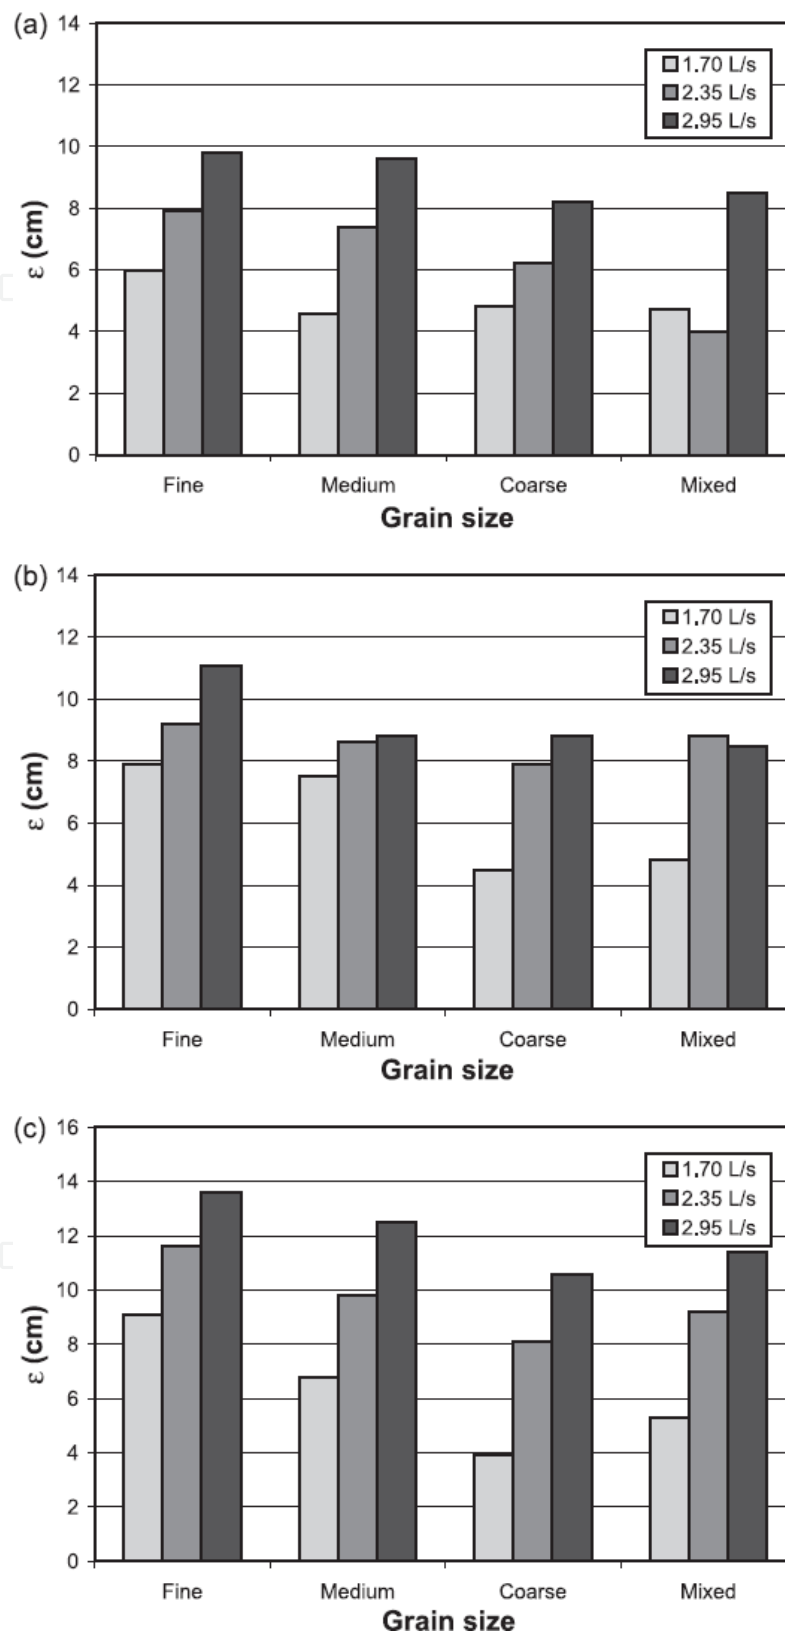 (a)
14
12
10
8
6
4
2
0
ε (cm)
1.70 L/s
2.35 L/s
2.95 L/s
Fine Medium Coarse Mixed
Grain size
(b)
14
12
10
8
6
4
2
0
ε (cm)
1.70 L/s
2.35 L/s
2.95 L/s
Fine Medium Coarse Mixed
Grain size
(c)
16
14
12
10
8
6
4
2
0
ε (cm)
1.70 L/s
2.35 L/s
2.95 L/s
Fine Medium Coarse Mixed
Grain size